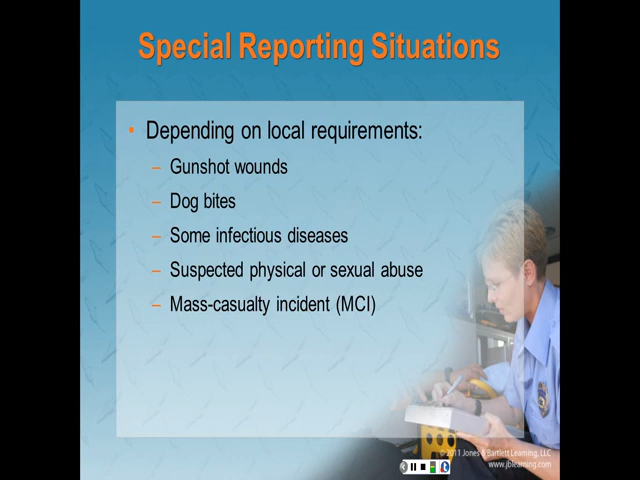 Special Reporting Situations
• Depending on local requirements:
– Gunshot wounds
– Dog bites
– Some infectious diseases
– Suspected physical or sexual abuse
– Mass-casualty incident (MCI)
© 2011 Jones & Bartlett Learning, LLC
www.jblearning.com